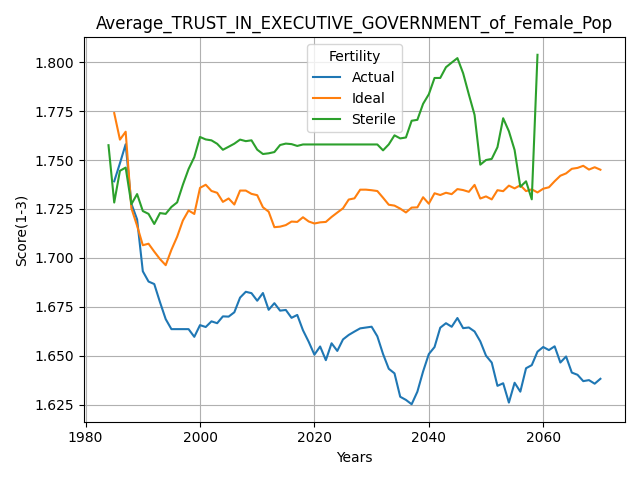 Average_TRUST_IN_EXECUTIVE_GOVERNMENT_of_Female_Pop
Fertility
Actual
Ideal
Sterile
Score(1-3)
1.800
1.775
1.750
1.725
1.700
1.675
1.650
1.625
1980
2000
2020
2040
2060
Years